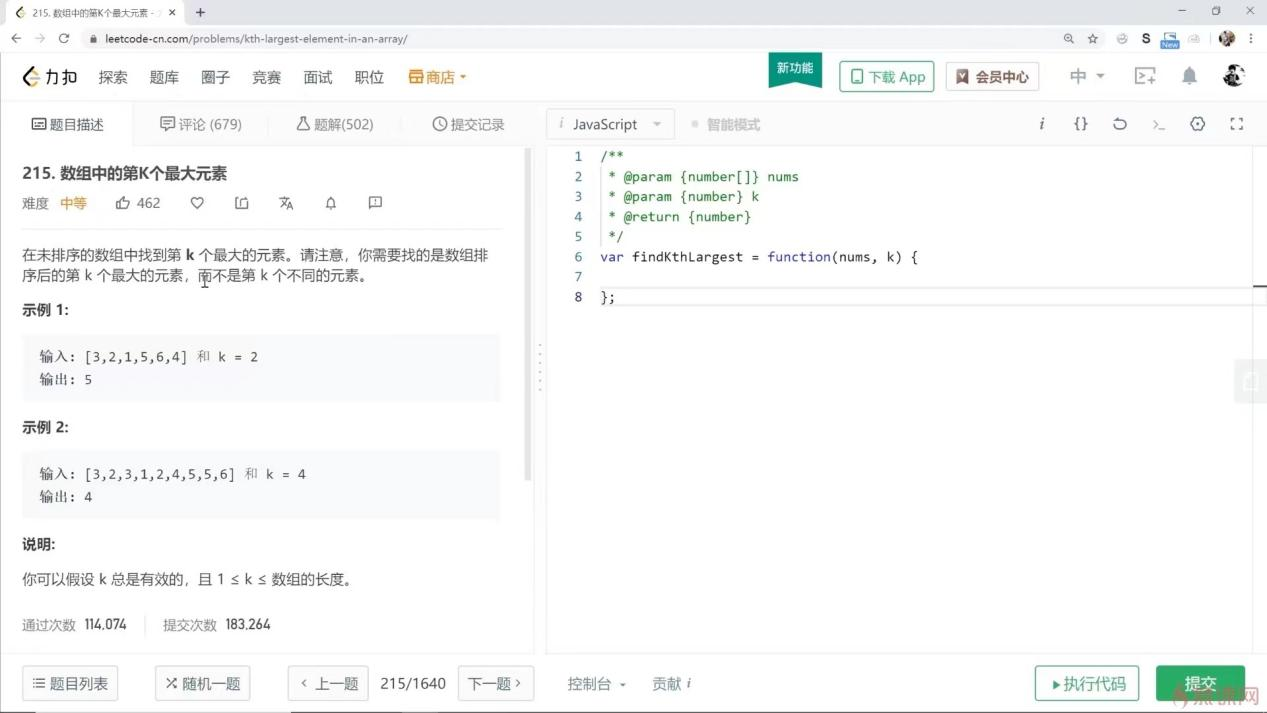 215. 数组中的第K个最大元素 -
leetcode-cn.com/problems/kth-largest-element-in-an-array/
S
New
力扣 探索 题库 圈子 竞赛 面试 职位 商店 新功能 下载 App 会员中心 中
题目描述 评论 (679) 题解(502) 提交记录
i JavaScript 智能模式 i {} >_
215. 数组中的第K个最大元素
难度 中等 462
在未排序的数组中找到第 k 个最大的元素。请注意，你需要找的是数组排
序后的第 k 个最大的元素，而不是第 k 个不同的元素。
示例 1:
输入: [3,2,1,5,6,4] 和 k = 2
输出: 5
示例 2:
输入: [3,2,3,1,2,4,5,5,6] 和 k = 4
输出: 4
说明:
你可以假设 k 总是有效的，且 1 ≤ k ≤ 数组的长度。
通过次数 114,074 提交次数 183,264
1 /**
2 * @param {number[]} nums
3 * @param {number} k
4 * @return {number}
5 */
6 var findKthLargest = function(nums, k) {
7
8 };
题目列表 随机一题 上一题 215/1640 下一题 控制台 贡献 i 执行代码 提交
慕课网